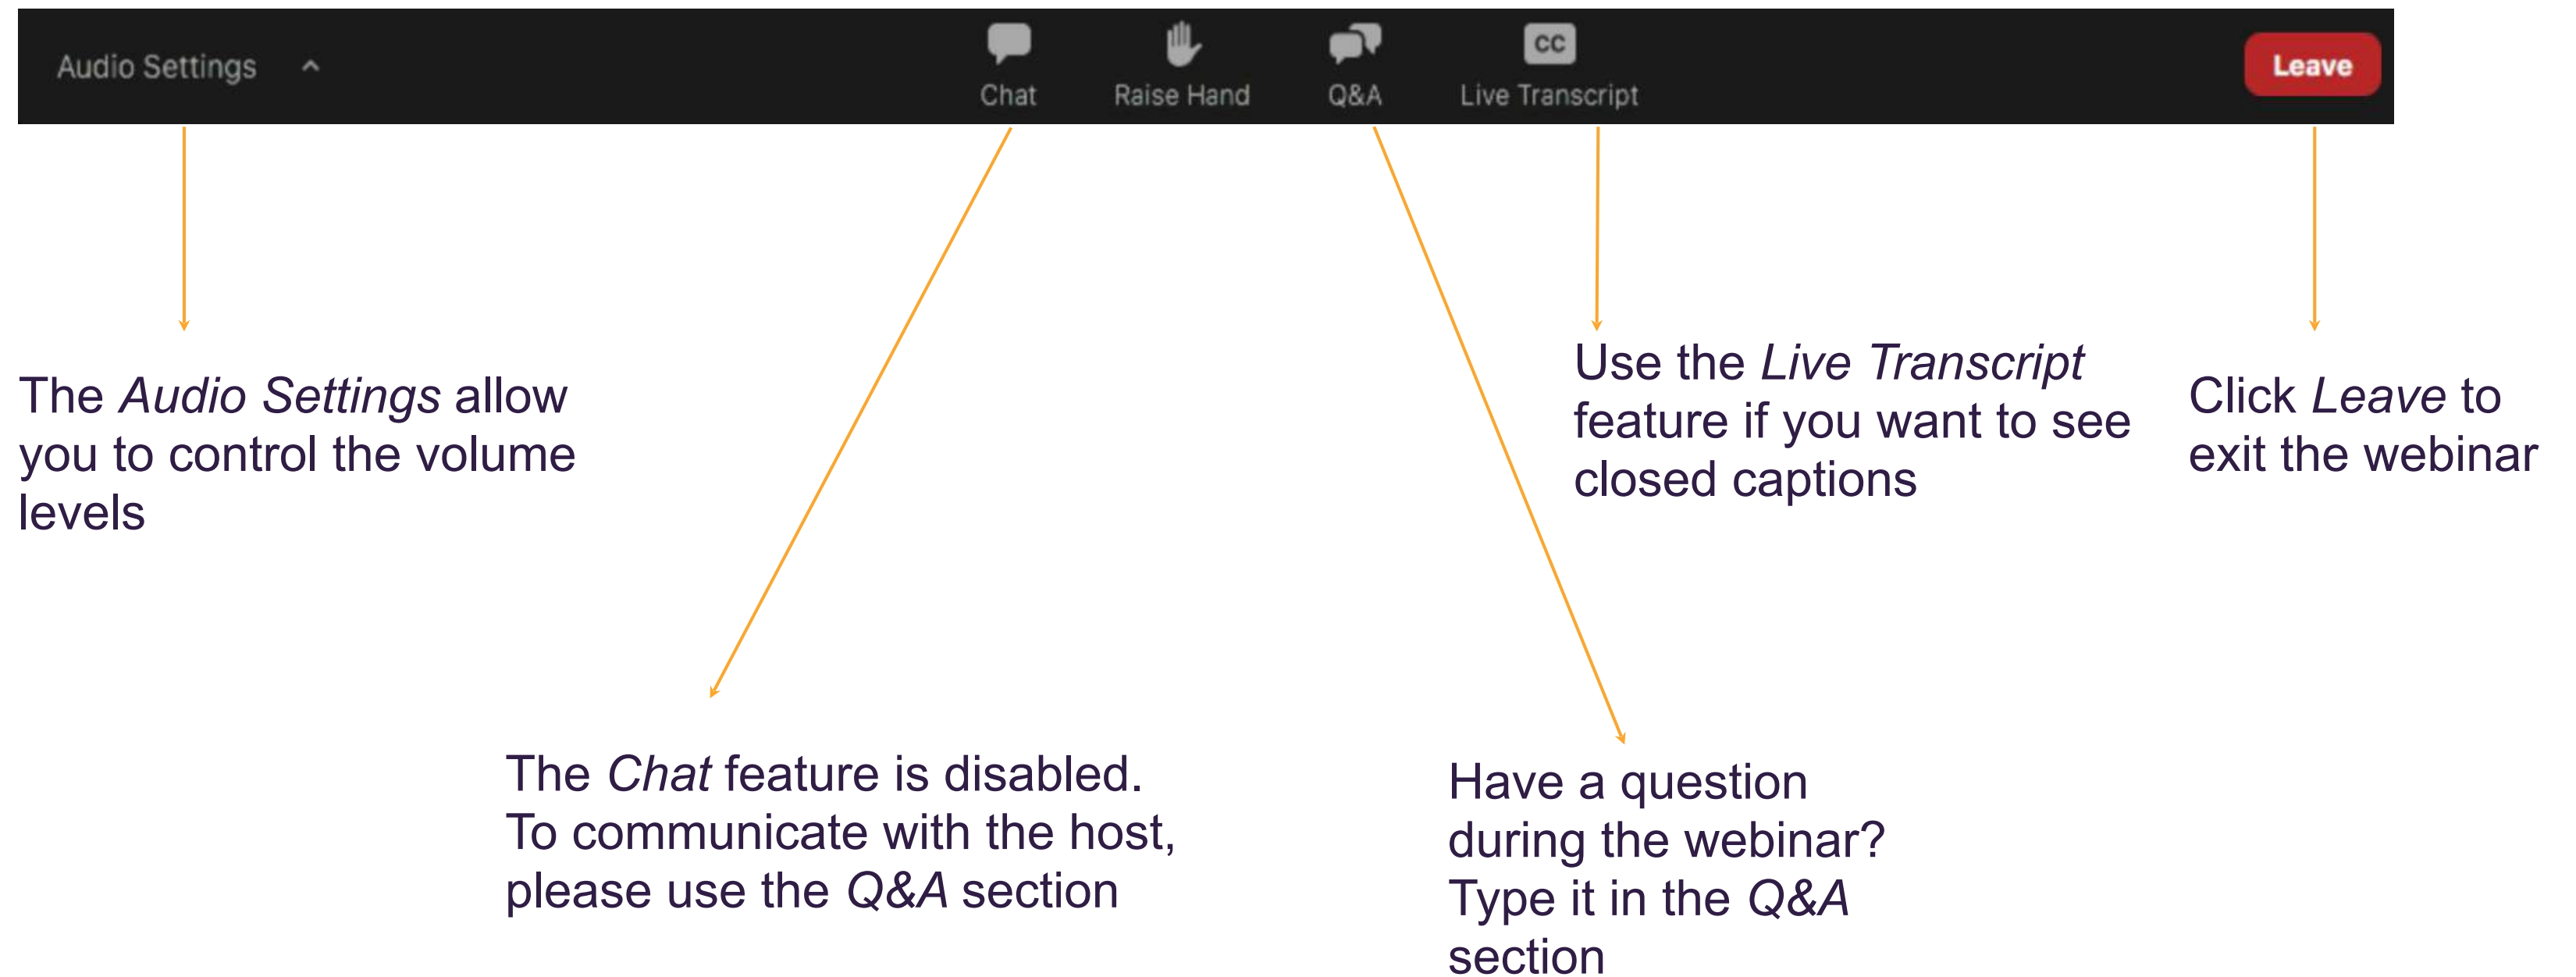 Audio Settings
Chat
Raise Hand
Q&A
CC
Live Transcript
Leave
The Audio Settings allow
you to control the volume
levels
Use the Live Transcript
feature if you want to see
closed captions
Click Leave to
exit the webinar
The Chat feature is disabled.
To communicate with the host,
please use the Q&A section
Have a question
during the webinar?
Type it in the Q&A
section